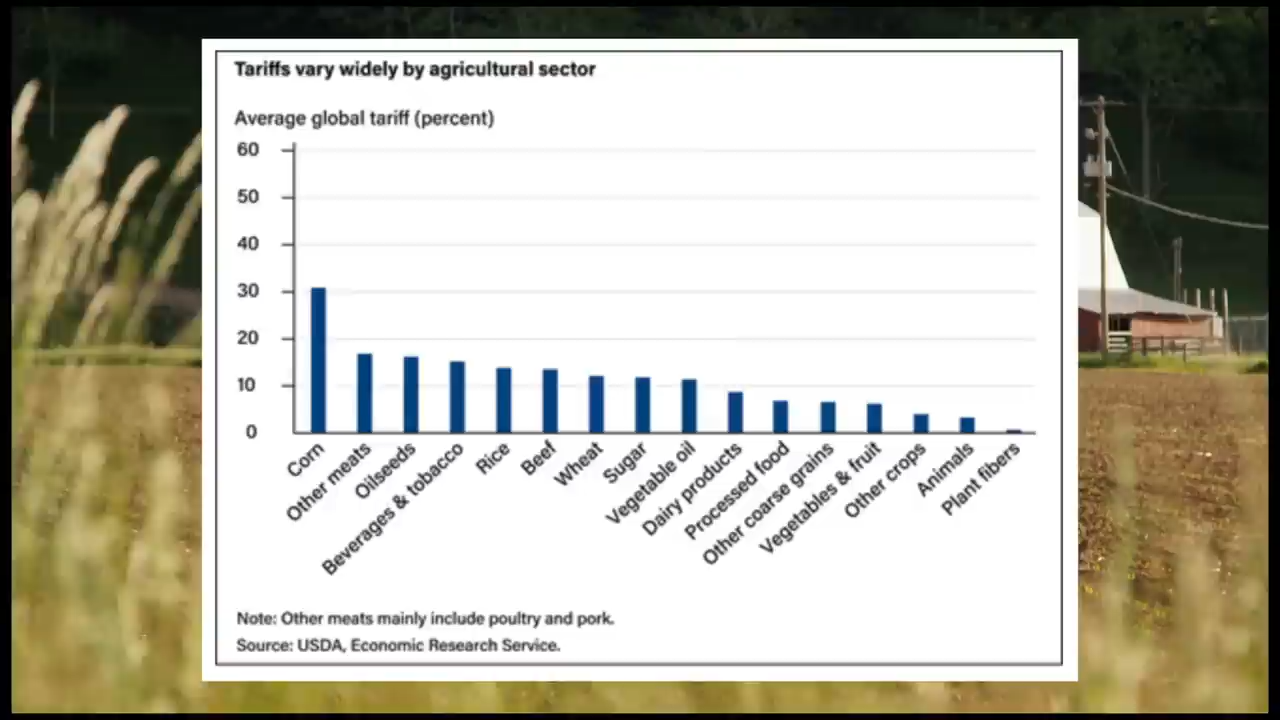 Tariffs vary widely by agricultural sector
Average global tariff (percent)
60
50
40
30
20
10
0
Corn
Other meats
Oilseeds
Beverages & tobacco
Rice
Beef
Wheat
Sugar
Vegetable oil
Dairy products
Processed food
Other coarse grains
Vegetables & fruit
Other crops
Animals
Plant fibers
Note: Other meats mainly include poultry and pork.
Source: USDA, Economic Research Service.